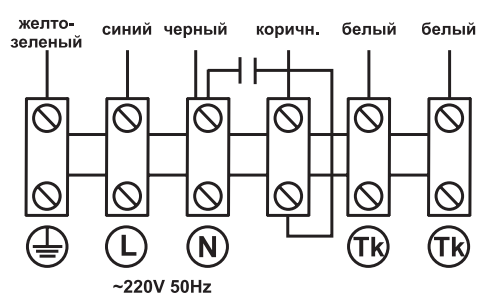 желто-
зеленый
синий
черный
коричн.
белый
белый
L
N
Tk
Tk
~220V 50Hz